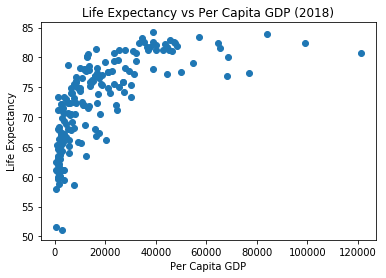 Life Expectancy vs Per Capita GDP (2018)
85
80
75
70
65
60
55
50
Life Expectancy
0 20000 40000 60000 80000 100000 120000
Per Capita GDP